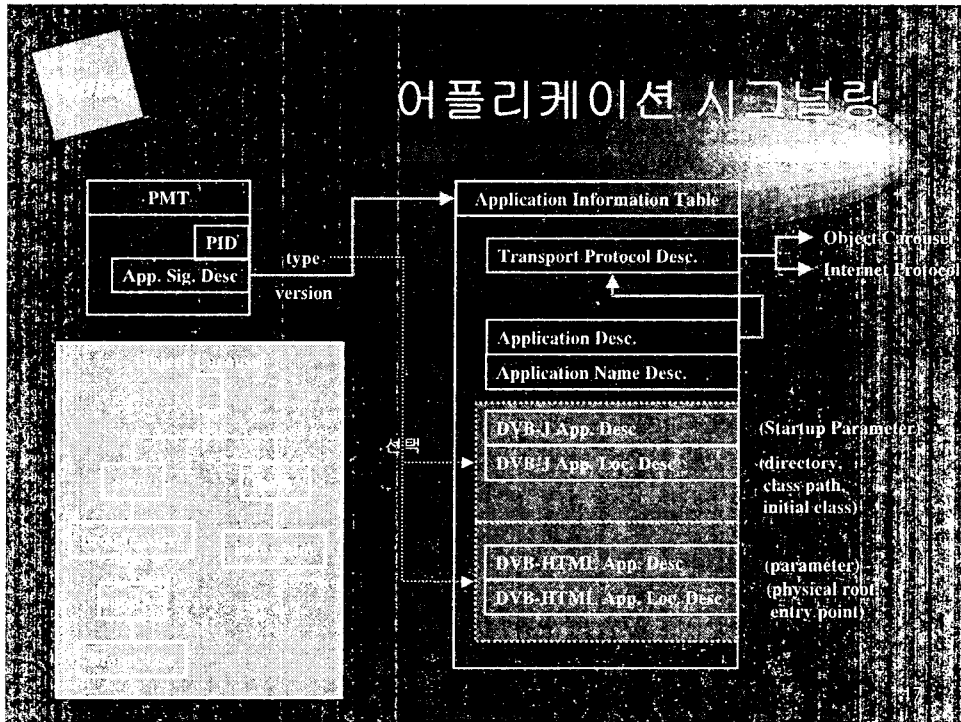 어플리케이션 시그널링
PMT
PID
App. Sig. Desc
type
version
선택
Application Information Table
Transport Protocol Desc.
Application Desc.
Application Name Desc.
DVB-J App. Desc
DVB-J App. Loc. Desc
DVB-HTML App. Desc
DVB-HTML App. Loc. Desc
Object Carousel
Internet Protocol
(Startup Parameter
(directory,
class path,
initial class)
(parameter)
(physical root
entry point)